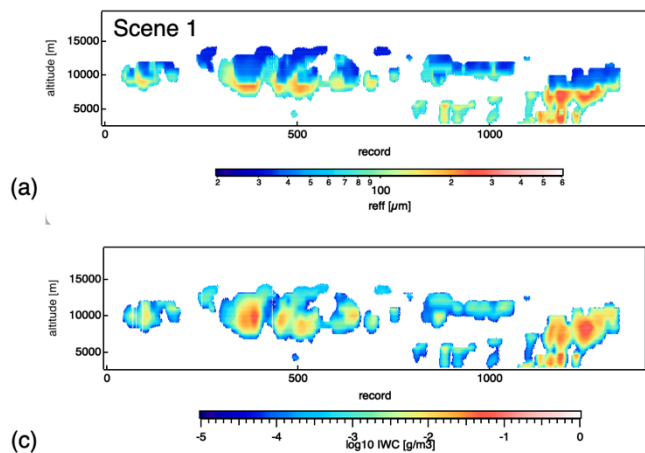 Scene 1
altitude [m]
15000
10000
5000
500
1000
record
(a)
2 3 4 5 6 7 8 9 100 2 3 4 5 6
reff [µm]
altitude [m]
15000
10000
5000
500
1000
record
(c)
-5 -4 -3 -2 -1 0
log10 IWC [g/m3]